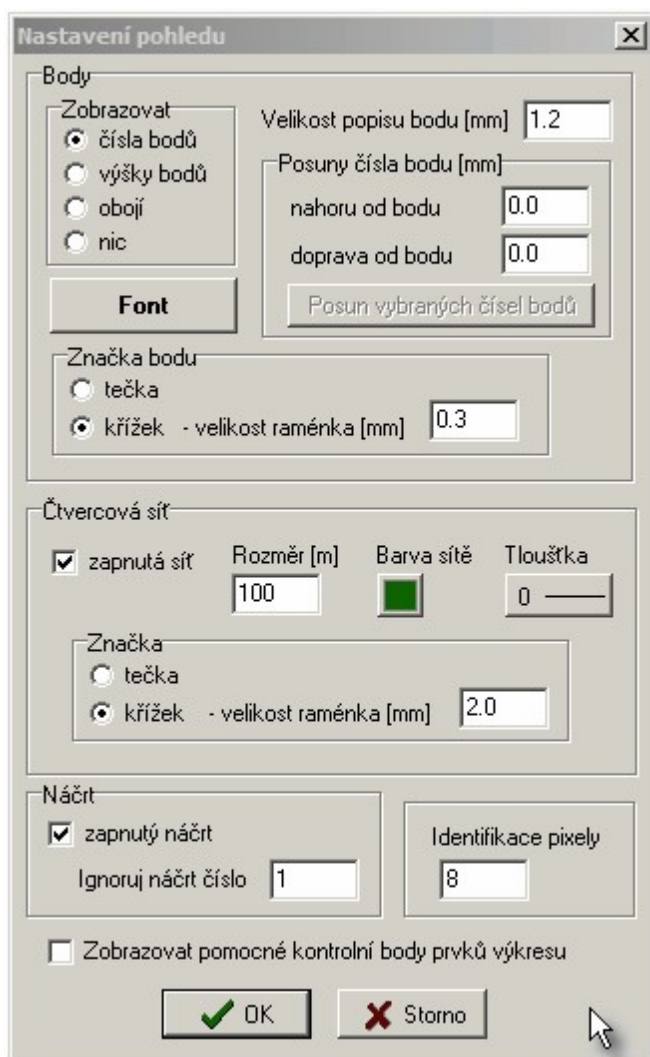 Nastavení pohledu
Body
Zobrazovat
čísla bodů
výšky bodů
obojí
nic
Font
Velikost popisu bodu [mm] 1.2
Posuny čísla bodu [mm]
nahoru od bodu 0.0
doprava od bodu 0.0
Posun vybraných čísel bodů
Značka bodu
tečka
křížek - velikost raménka [mm] 0.3
Čtvercová síť
zapnutá síť
Rozměr [m]
100
Barva sítě
Tloušťka
0
Značka
tečka
křížek - velikost raménka [mm] 2.0
Náčrt
zapnutý náčrt
Ignoruj náčrt číslo 1
Identifikace pixely
8
Zobrazovat pomocné kontrolní body prvků výkresu
OK Storno